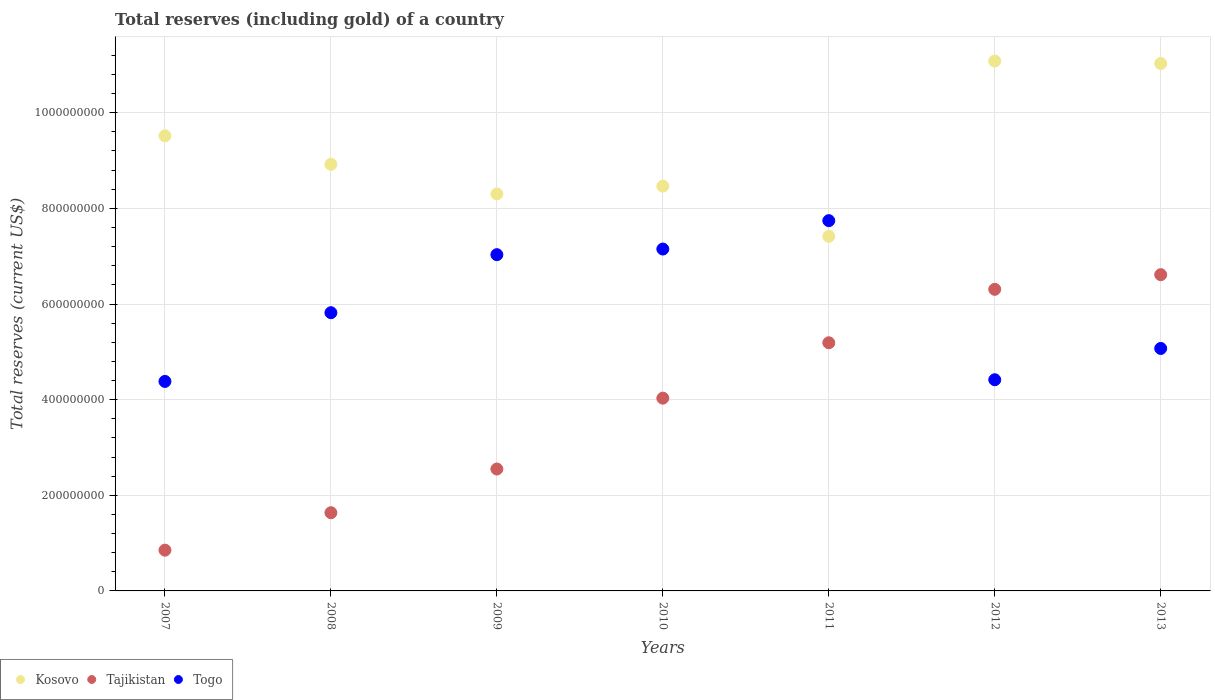 Total reserves (including gold) of a country
Total reserves (current US$)
1000000000
800000000
600000000
400000000
200000000
0
2007
2008
2009
2010
2011
2012
2013
Years
Kosovo
Tajikistan
Togo